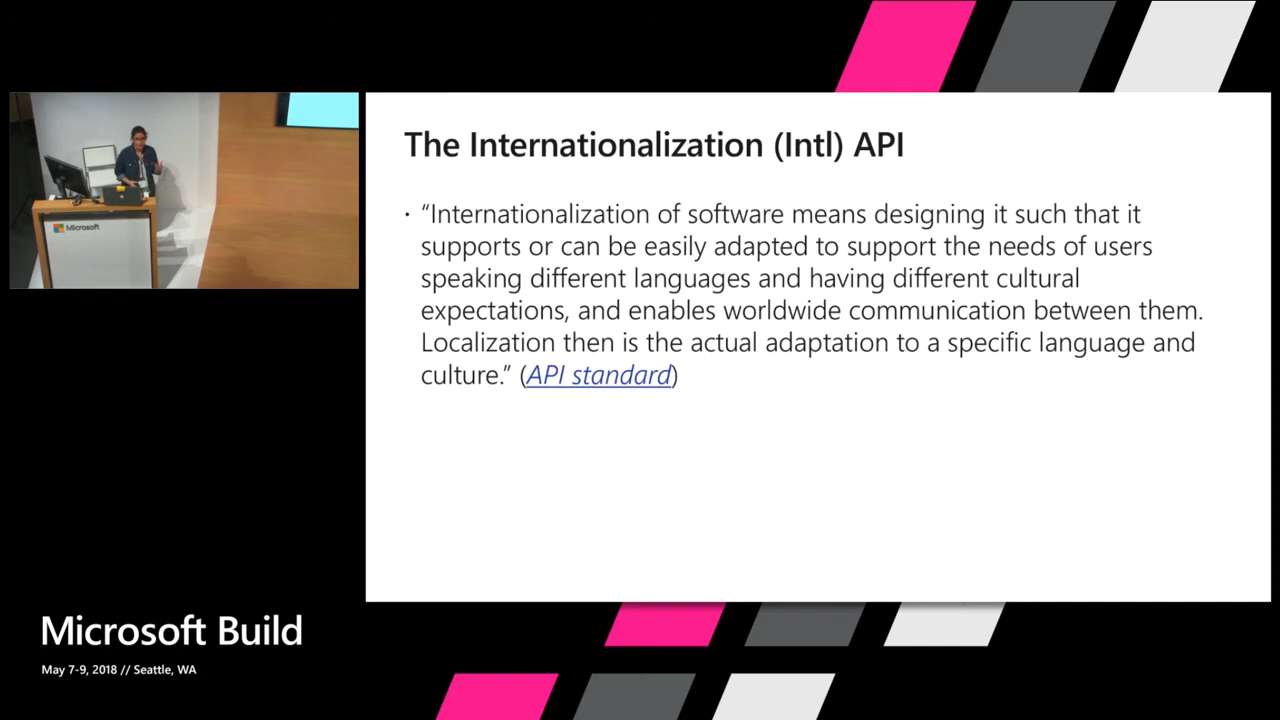 Microsoft
The Internationalization (Intl) API
· “Internationalization of software means designing it such that it
supports or can be easily adapted to support the needs of users
speaking different languages and having different cultural
expectations, and enables worldwide communication between them.
Localization then is the actual adaptation to a specific language and
culture.” (API standard)
Microsoft Build
May 7-9, 2018 // Seattle, WA